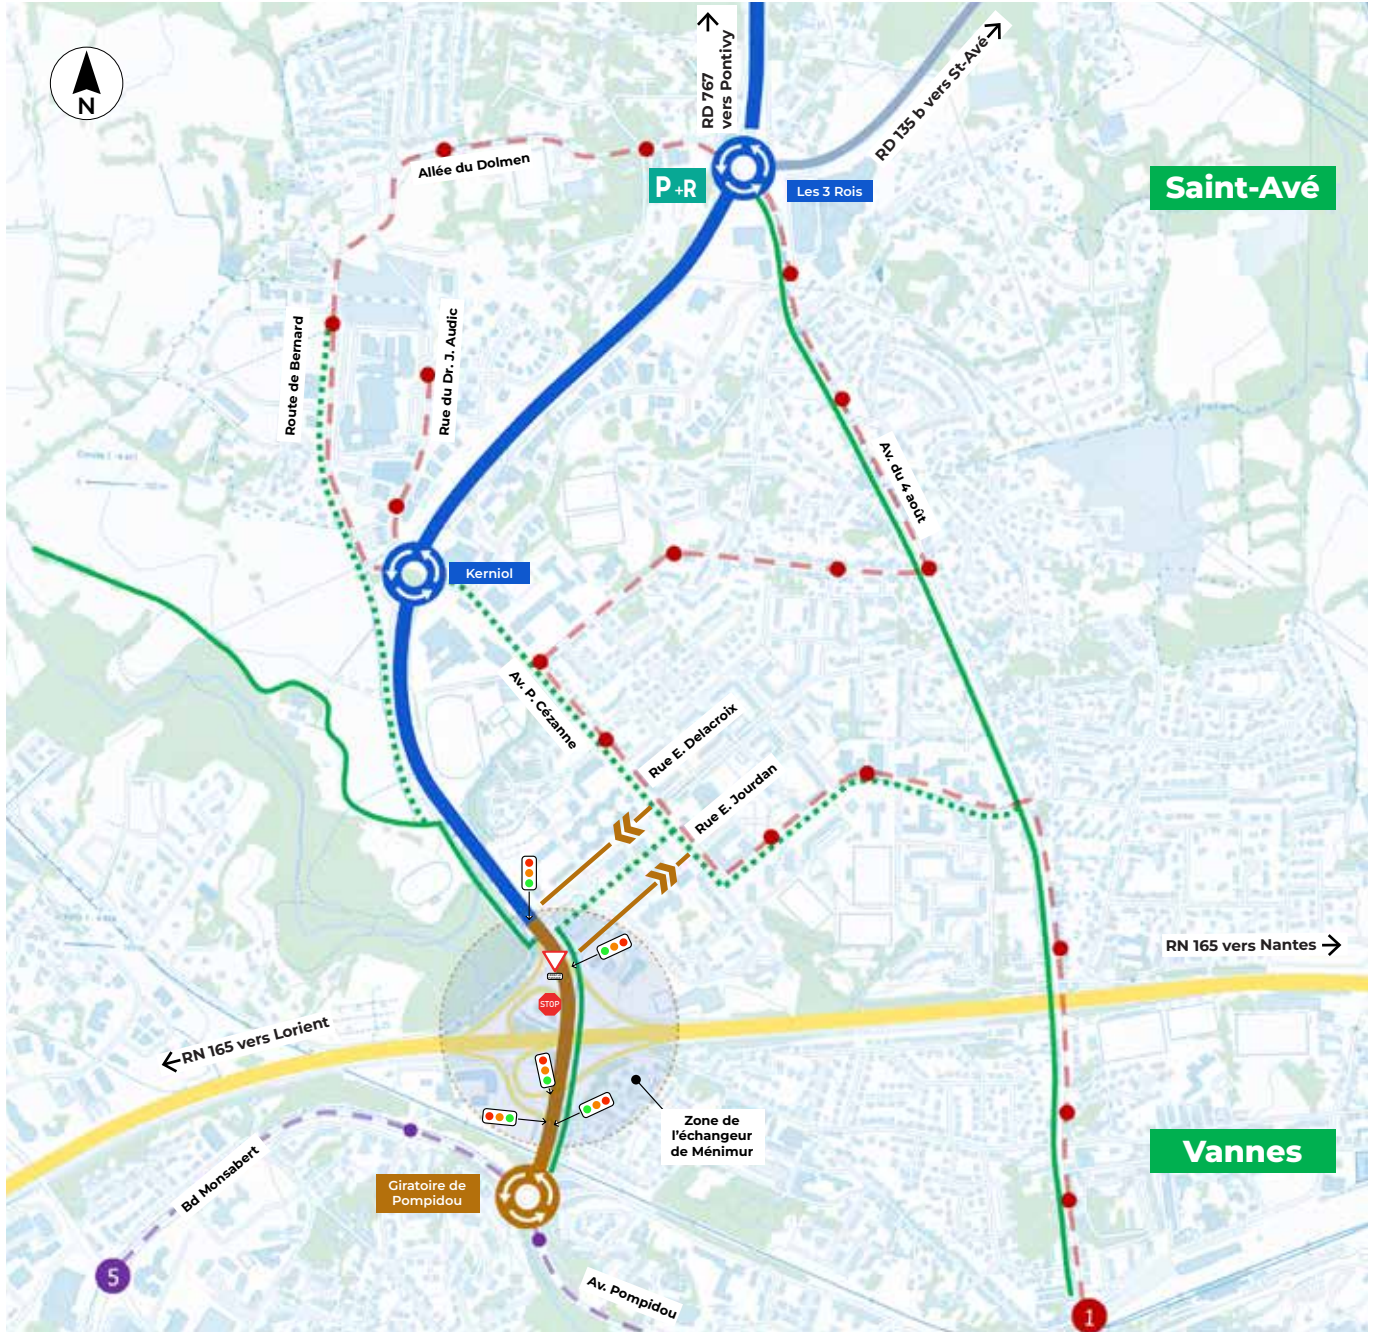 RD 767
vers Pontivy
RD 135 b vers St-Avé
N
Allée du Dolmen
P+R
Les 3 Rois
Saint-Avé
Route de Bernard
Rue du Dr. J. Audic
Av. du 4 août
Kerniol
Av. P. Cézanne
Rue E. Delacroix
Rue E. Jourdan
RN 165 vers Nantes
STOP
RN 165 vers Lorient
Zone de
l'échangeur
de Ménimur
Vannes
Bd Monsabert
Giratoire de
Pompidou
5
Av. Pompidou
1